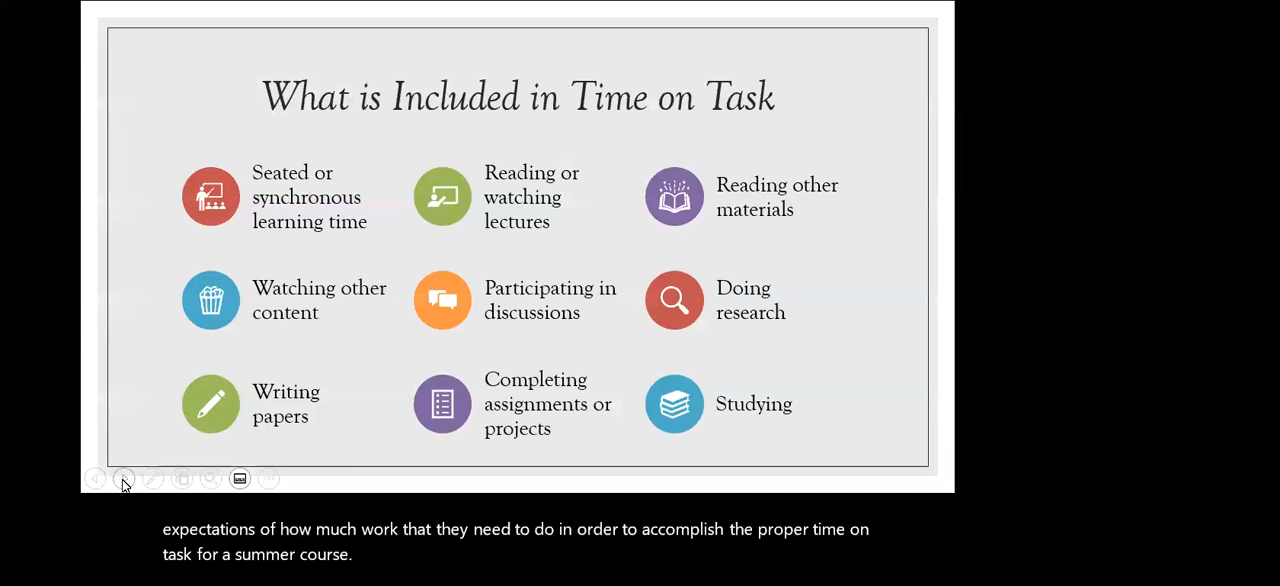 What is Included in Time on Task
Seated or
synchronous
learning time
Reading or
watching
lectures
Reading other
materials
Watching other
content
Participating in
discussions
Doing
research
Writing
papers
Completing
assignments or
projects
Studying
expectations of how much work that they need to do in order to accomplish the proper time on
task for a summer course.